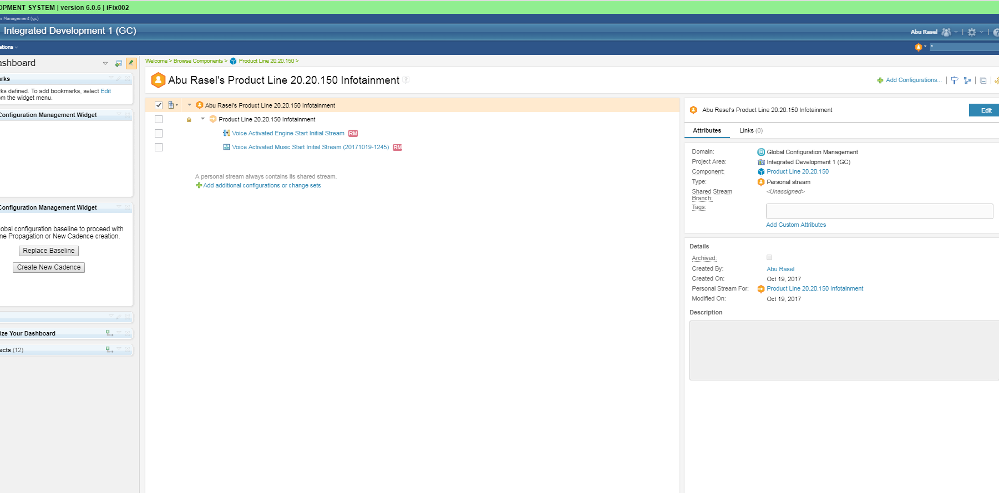 OPMENT SYSTEM | version 6.0.6 | iFix002
n Management (gc)
Integrated Development 1 (GC)
Abu Rasel
ations
ashboard
Welcome > Browse Components > Product Line 20.20.150 >
rks
rks defined. To add bookmarks, select Edit
om the widget menu.
Configuration Management Widget
Configuration Management Widget
obal configuration baseline to proceed with
ne Propagation or New Cadence creation.
Replace Baseline
Create New Cadence
ize Your Dashboard
ects (12)
Abu Rasel's Product Line 20.20.150 Infotainment
Add Configurations...
Abu Rasel's Product Line 20.20.150 Infotainment
Product Line 20.20.150 Infotainment
Voice Activated Engine Start Initial Stream RM
Voice Activated Music Start Initial Stream (20171019-1245) RM
A personal stream always contains its shared stream.
Add additional configurations or change sets
Abu Rasel's Product Line 20.20.150 Infotainment
Edit
Attributes Links (0)
Domain: Global Configuration Management
Project Area: Integrated Development 1 (GC)
Component: Product Line 20.20.150
Type: Personal stream
Shared Stream <Unassigned>
Branch:
Tags:
Add Custom Attributes
Details
Archived:
Created By: Abu Rasel
Created On: Oct 19, 2017
Personal Stream For: Product Line 20.20.150 Infotainment
Modified On: Oct 19, 2017
Description